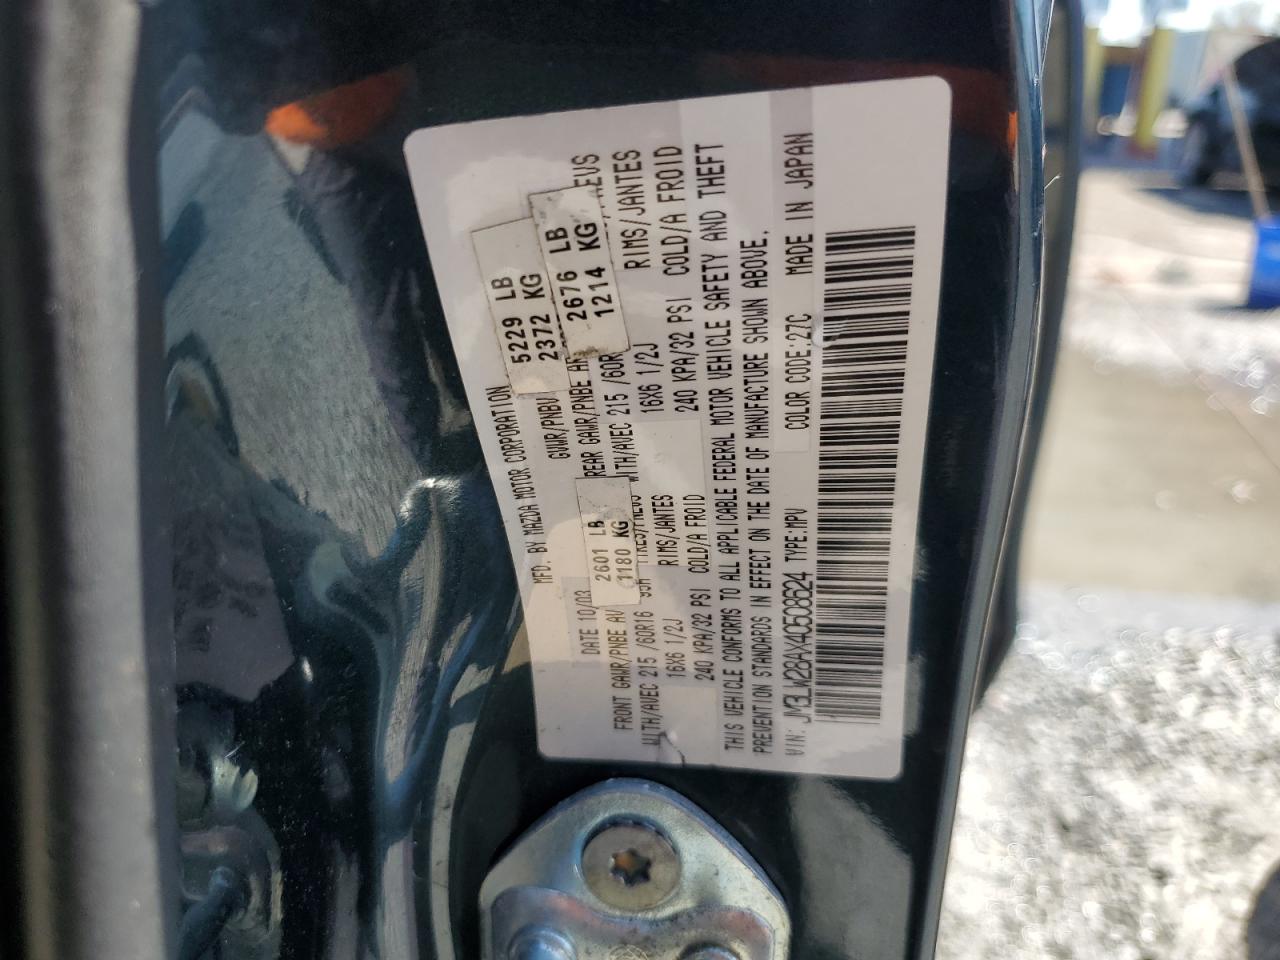 MFD. BY MAZDA MOTOR CORPORATION
DATE 10/03 GVWR/PNBV 5229 LB
2372 KG
FRONT GAWR/PNBE AV 2601 LB
1180 KG
REAR GAWR/PNBE AR 2676 LB
1214 KG
WITH/AVEC 215 /60R16 95H TIRES/PNEUS WITH/AVEC 215 /60R
16X6 1/2J RIMS/JANTES 16X6 1/2J RIMS/JANTES
240 KPA/32 PSI COLD/A FROID 240 KPA/32 PSI COLD/A FROID
THIS VEHICLE CONFORMS TO ALL APPLICABLE FEDERAL MOTOR VEHICLE SAFETY AND THEFT
PREVENTION STANDARDS IN EFFECT ON THE DATE OF MANUFACTURE SHOWN ABOVE.
VIN: JM3LW28AX40508624 TYPE:MPV COLOR CODE:27C MADE IN JAPAN